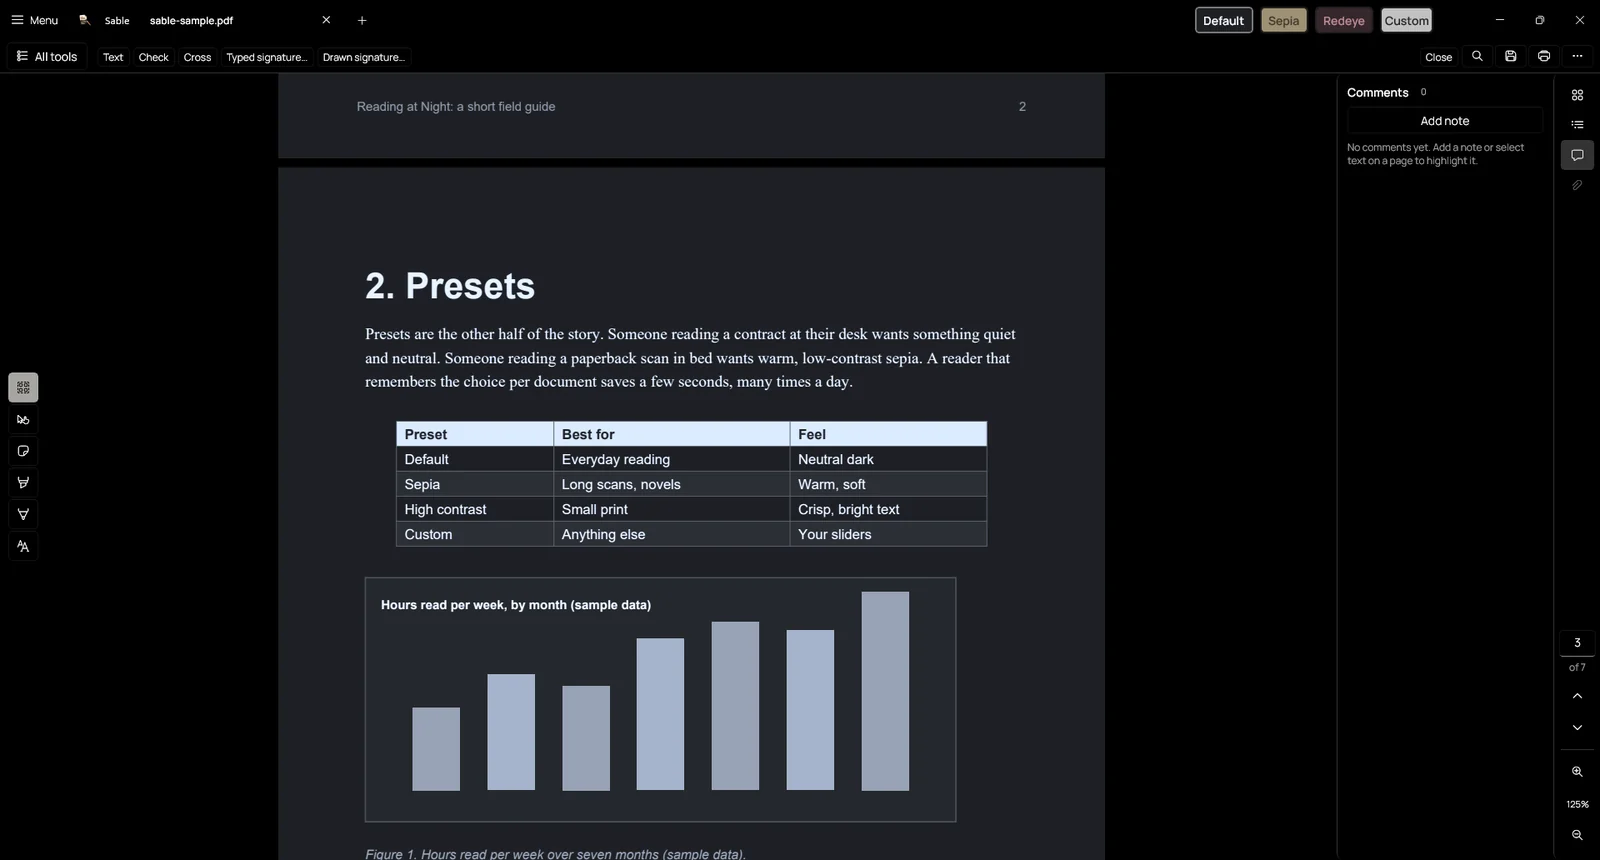 Menu
Sable
sable-sample.pdf
Default
Sepia
Redeye
Custom
All tools
Text
Check
Cross
Typed signature...
Drawn signature...
Close
Reading at Night: a short field guide
2
2. Presets
Presets are the other half of the story. Someone reading a contract at their desk wants something quiet
and neutral. Someone reading a paperback scan in bed wants warm, low-contrast sepia. A reader that
remembers the choice per document saves a few seconds, many times a day.
Preset Best for Feel
Default Everyday reading Neutral dark
Sepia Long scans, novels Warm, soft
High contrast Small print Crisp, bright text
Custom Anything else Your sliders
Hours read per week, by month (sample data)
Figure 1. Hours read per week over seven months (sample data).
Comments 0
Add note
No comments yet. Add a note or select
text on a page to highlight it.
3
of 7
125%